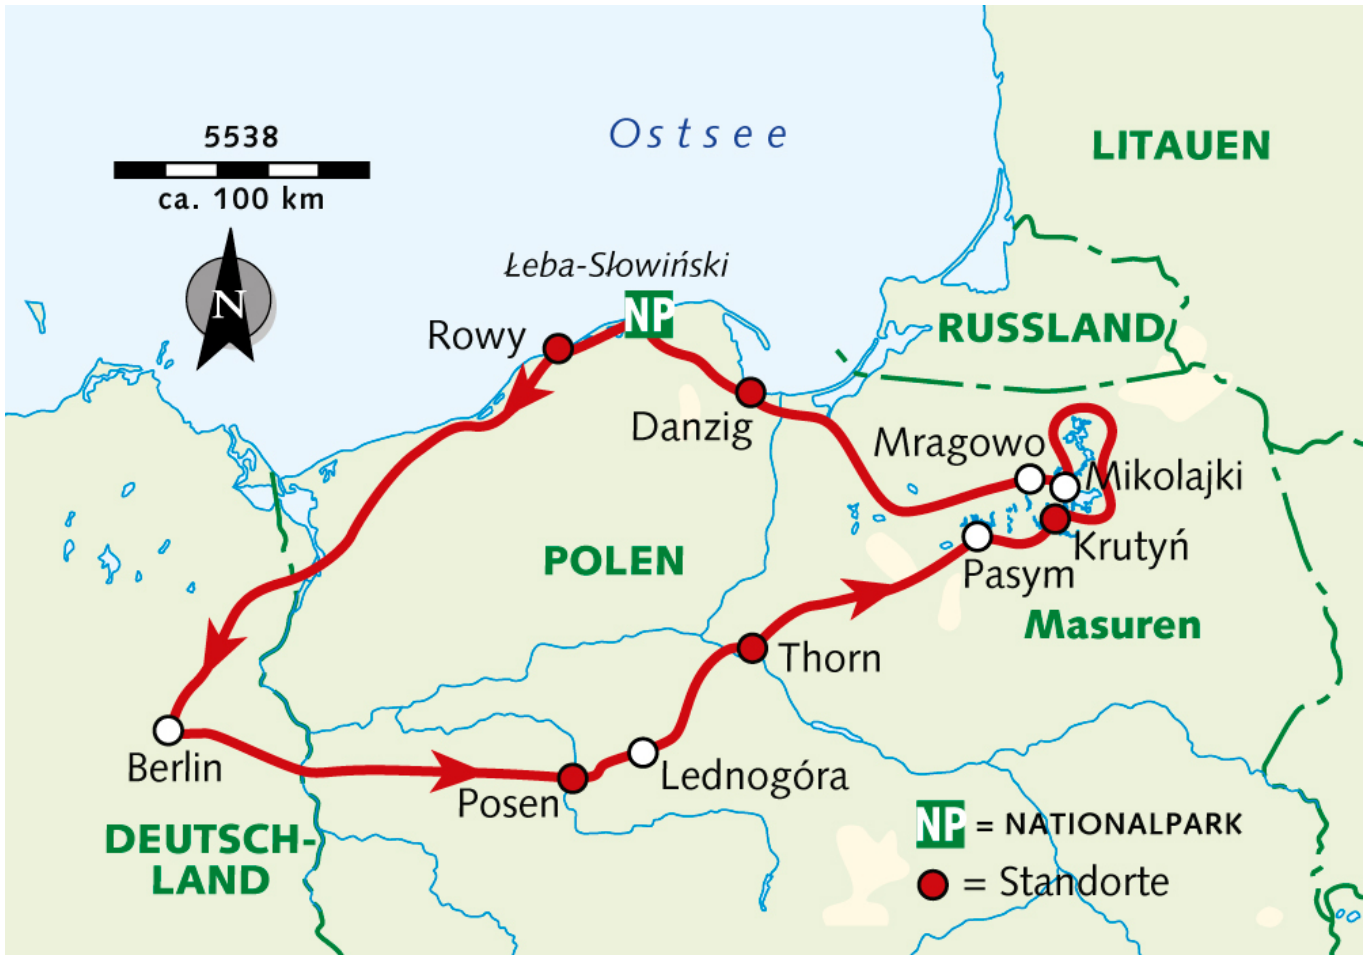 5538
ca. 100 km
N
Ostsee
LITAUEN
Łeba-Słowiński
NP
Rowy
RUSSLAND
Danzig
Mragowo
Mikolajki
Krutyń
POLEN
Pasym
Masuren
Thorn
Berlin
Lednogóra
Posen
DEUTSCH-
LAND
NP = NATIONALPARK
= Standorte